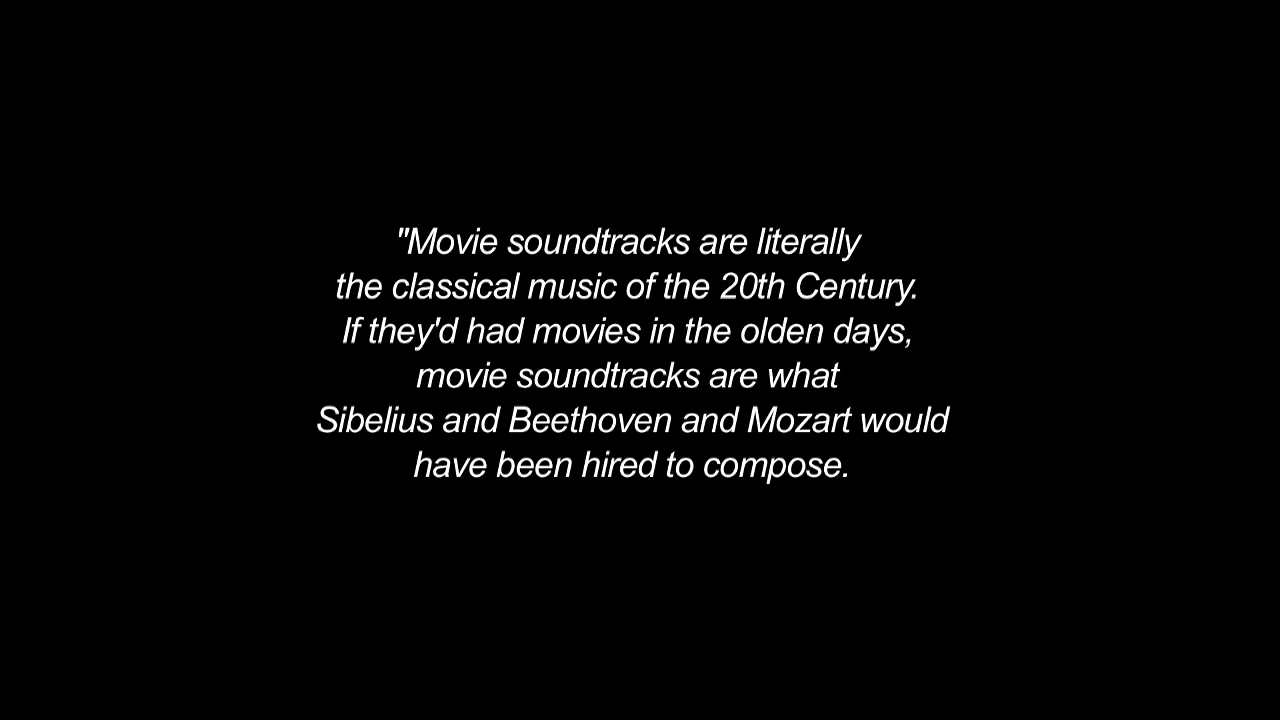 "Movie soundtracks are literally
the classical music of the 20th Century.
If they'd had movies in the olden days,
movie soundtracks are what
Sibelius and Beethoven and Mozart would
have been hired to compose.